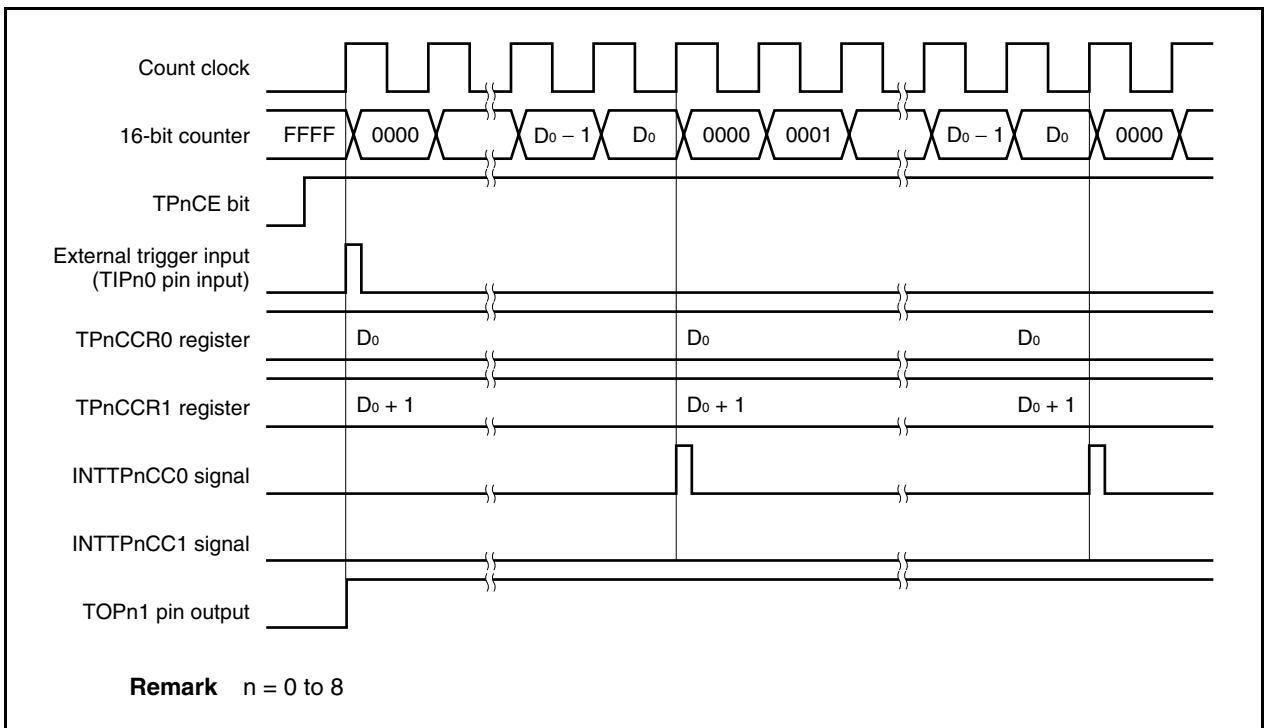 Count clock
16-bit counter FFFF 0000 D₀ − 1 D₀ 0000 0001 D₀ − 1 D₀ 0000
TPnCE bit
External trigger input
(TIPn0 pin input)
TPnCCR0 register D₀ D₀ D₀
TPnCCR1 register D₀ + 1 D₀ + 1 D₀ + 1
INTTPnCC0 signal
INTTPnCC1 signal
TOPn1 pin output
Remark n = 0 to 8